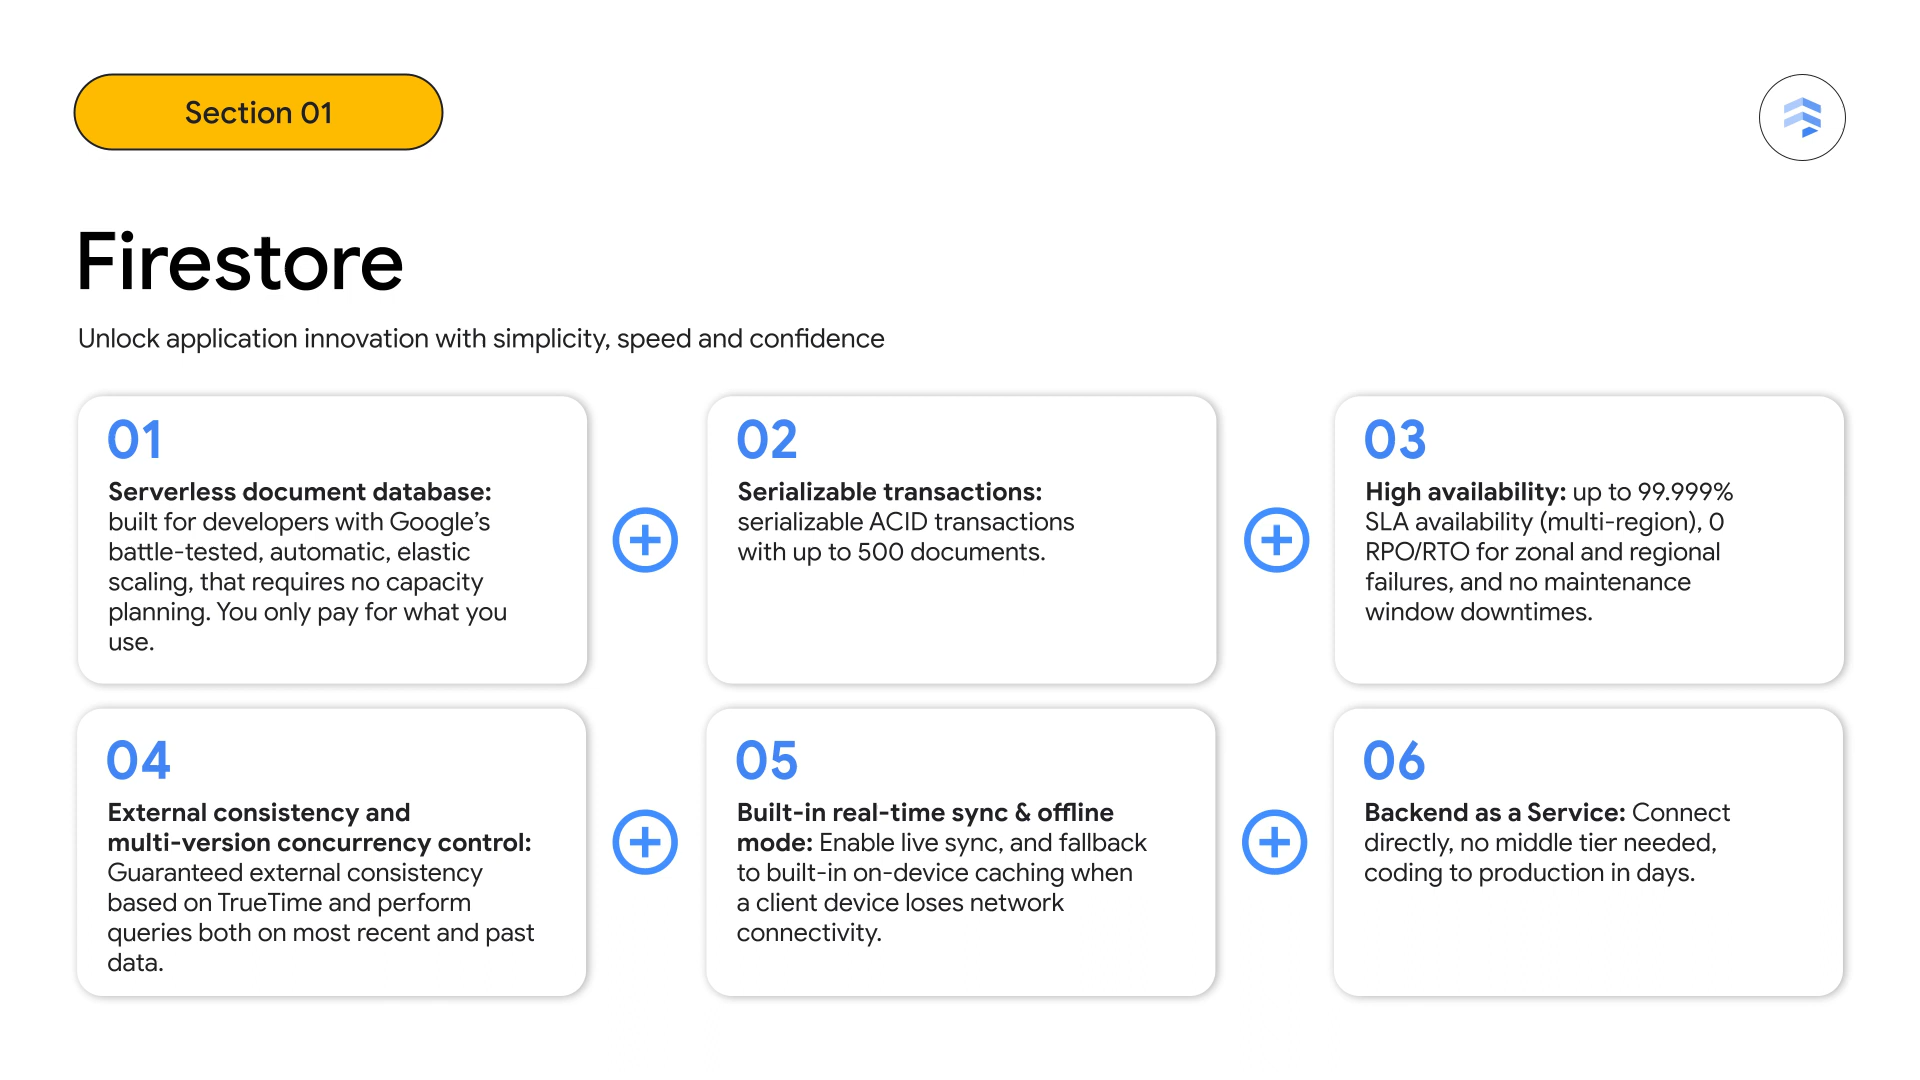 Section 01
Firestore
Unlock application innovation with simplicity, speed and confidence
01
Serverless document database:
built for developers with Google’s
battle-tested, automatic, elastic
scaling, that requires no capacity
planning. You only pay for what you
use.
02
Serializable transactions:
serializable ACID transactions
with up to 500 documents.
03
High availability: up to 99.999%
SLA availability (multi-region), 0
RPO/RTO for zonal and regional
failures, and no maintenance
window downtimes.
04
External consistency and
multi-version concurrency control:
Guaranteed external consistency
based on TrueTime and perform
queries both on most recent and past
data.
05
Built-in real-time sync & offline
mode: Enable live sync, and fallback
to built-in on-device caching when
a client device loses network
connectivity.
06
Backend as a Service: Connect
directly, no middle tier needed,
coding to production in days.